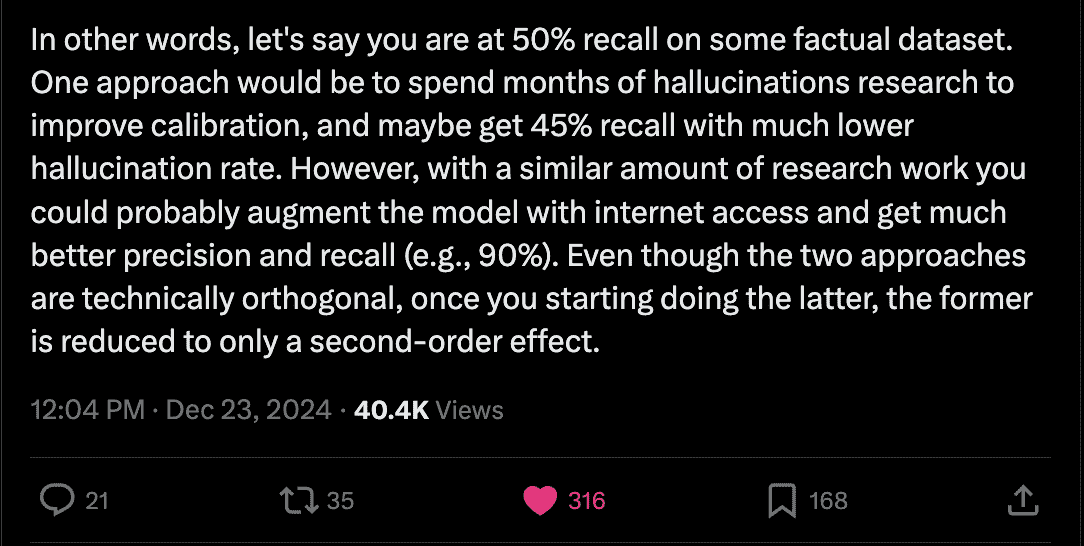 In other words, let's say you are at 50% recall on some factual dataset.
One approach would be to spend months of hallucinations research to
improve calibration, and maybe get 45% recall with much lower
hallucination rate. However, with a similar amount of research work you
could probably augment the model with internet access and get much
better precision and recall (e.g., 90%). Even though the two approaches
are technically orthogonal, once you starting doing the latter, the former
is reduced to only a second-order effect.
12:04 PM · Dec 23, 2024 · 40.4K Views
21 35 316 168